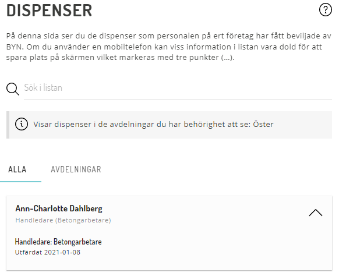 DISPENSER
På denna sida ser du de dispenser som personalen på ert företag har fått beviljade av
BYN. Om du använder en mobiltelefon kan viss information i listan vara dold för att
spara plats på skärmen vilket markeras med tre punkter (...).
Sök i listan
Visar dispenser i de avdelningar du har behörighet att se: Öster
ALLA AVDELNINGAR
Ann-Charlotte Dahlberg
Handledare (Betongarbetare)
Handledare: Betongarbetare
Utfärdat 2021-01-08